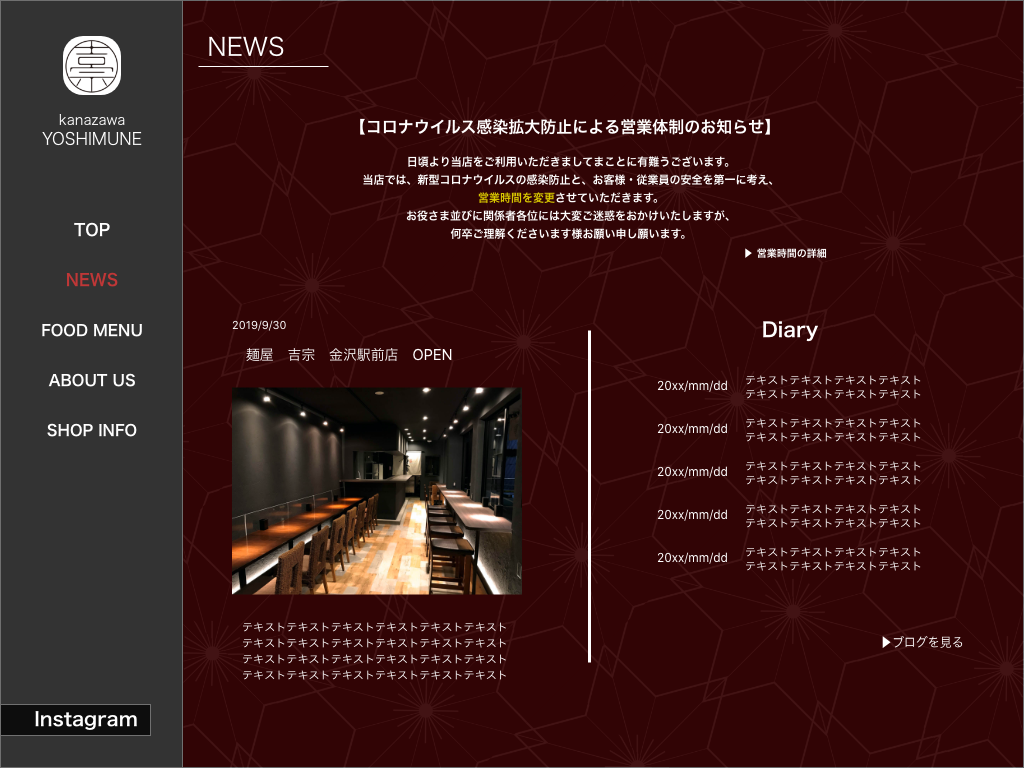 kanazawa
YOSHIMUNE
TOP
NEWS
FOOD MENU
ABOUT US
SHOP INFO
Instagram
NEWS
【コロナウイルス感染拡大防止による営業体制のお知らせ】
日頃より当店をご利用いただきましてまことに有難うございます。
当店では、新型コロナウイルスの感染防止と、お客様・従業員の安全を第一に考え、
営業時間を変更させていただきます。
お役さま並びに関係者各位には大変ご迷惑をおかけいたしますが、
何卒ご理解くださいます様お願い申し願います。
▶ 営業時間の詳細
2019/9/30
麺屋　吉宗　金沢駅前店　OPEN
テキストテキストテキストテキストテキストテキスト
テキストテキストテキストテキストテキストテキスト
テキストテキストテキストテキストテキストテキスト
テキストテキストテキストテキストテキストテキスト
Diary
20xx/mm/dd テキストテキストテキストテキスト
テキストテキストテキストテキスト
20xx/mm/dd テキストテキストテキストテキスト
テキストテキストテキストテキスト
20xx/mm/dd テキストテキストテキストテキスト
テキストテキストテキストテキスト
20xx/mm/dd テキストテキストテキストテキスト
テキストテキストテキストテキスト
20xx/mm/dd テキストテキストテキストテキスト
テキストテキストテキストテキスト
▶ブログを見る